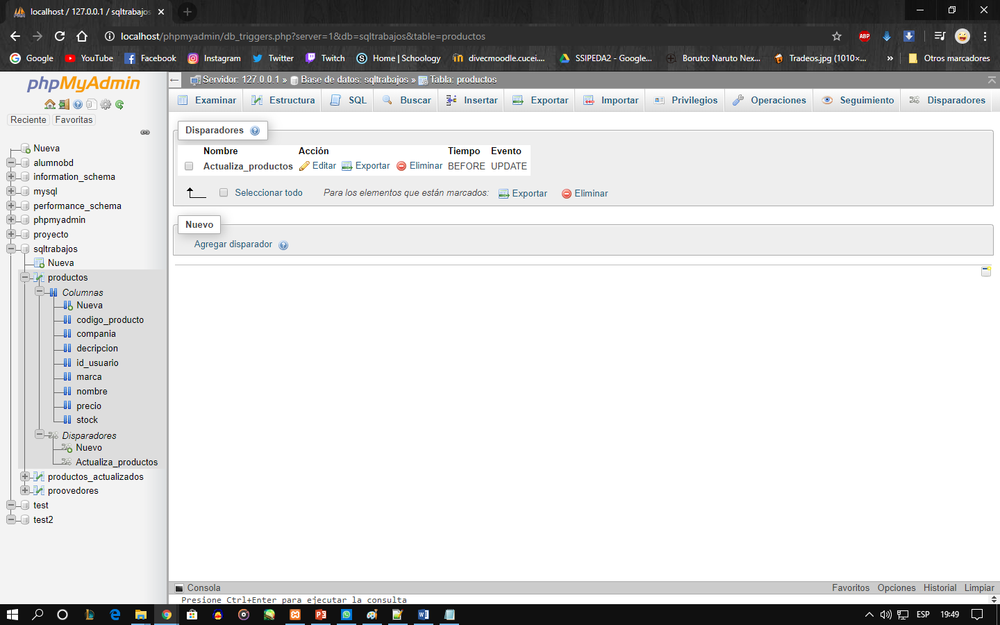 localhost / 127.0.0.1 / sqltrabajos
localhost/phpmyadmin/db_triggers.php?server=1&db=sqltrabajos&table=productos
ABP
Google
YouTube
Facebook
Instagram
Twitter
Twitch
Home | Schoology
divecmoodle.cucei....
SSIPEDA2 - Google...
Boruto: Naruto Nex...
Tradeos.jpg (1010×...
»
Otros marcadores
phpMyAdmin
Reciente
Favoritas
Nueva
alumnobd
information_schema
mysql
performance_schema
phpmyadmin
proyecto
sqltrabajos
Nueva
productos
Columnas
Nueva
codigo_producto
compania
decripcion
id_usuario
marca
nombre
precio
stock
Disparadores
Nuevo
Actualiza_productos
productos_actualizados
proovedores
test
test2
Servidor: 127.0.0.1 » Base de datos: sqltrabajos » Tabla: productos
Examinar
Estructura
SQL
Buscar
Insertar
Exportar
Importar
Privilegios
Operaciones
Seguimiento
Disparadores
Disparadores
Nombre Acción Tiempo Evento
Actualiza_productos Editar Exportar Eliminar BEFORE UPDATE
Seleccionar todo Para los elementos que están marcados: Exportar Eliminar
Nuevo
Agregar disparador
Consola
Favoritos Opciones Historial Limpiar
Presione Ctrl+Enter para ejecutar la consulta
ESP
19:49